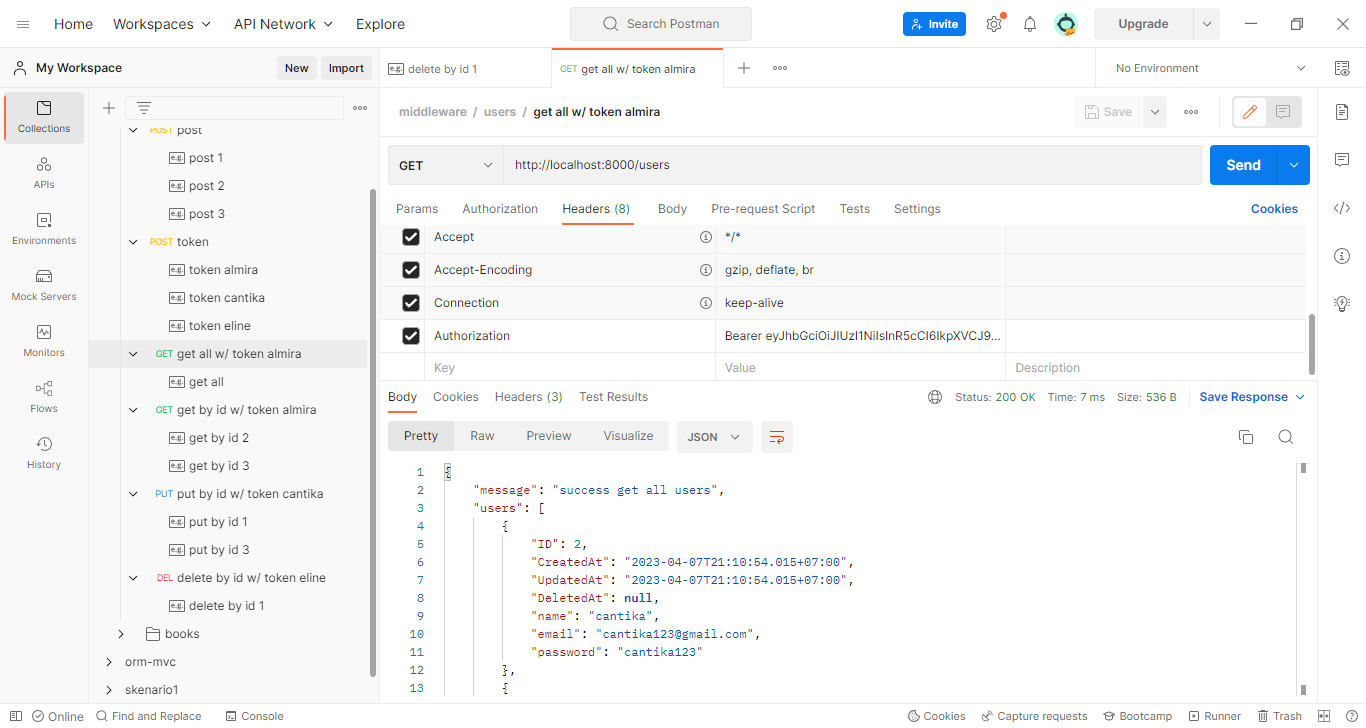 Home Workspaces API Network Explore Search Postman Invite Upgrade
My Workspace New Import
delete by id 1 GET get all w/ token almira No Environment
Collections
APIs
Environments
Mock Servers
Monitors
Flows
History
POST post
post 1
post 2
post 3
POST token
token almira
token cantika
token eline
GET get all w/ token almira
get all
GET get by id w/ token almira
get by id 2
get by id 3
PUT put by id w/ token cantika
put by id 1
put by id 3
DEL delete by id w/ token eline
delete by id 1
books
orm-mvc
skenario1
middleware / users / get all w/ token almira Save
GET http://localhost:8000/users Send
Params Authorization Headers (8) Body Pre-request Script Tests Settings Cookies
Accept */*
Accept-Encoding gzip, deflate, br
Connection keep-alive
Authorization
Key Value Description
Body Cookies Headers (3) Test Results Status: 200 OK Time: 7 ms Size: 536 B Save Response
Pretty Raw Preview Visualize JSON
1 {
2 "message": "success get all users",
3 "users": [
4 {
5 "ID": 2,
6 "CreatedAt": "2023-04-07T21:10:54.015+07:00",
7 "UpdatedAt": "2023-04-07T21:10:54.015+07:00",
8 "DeletedAt": null,
9 "name": "cantika",
10 "email": "cantika123@gmail.com",
11 "password": "cantika123"
12 },
13 {
Online Find and Replace Console Cookies Capture requests Bootcamp Runner Trash